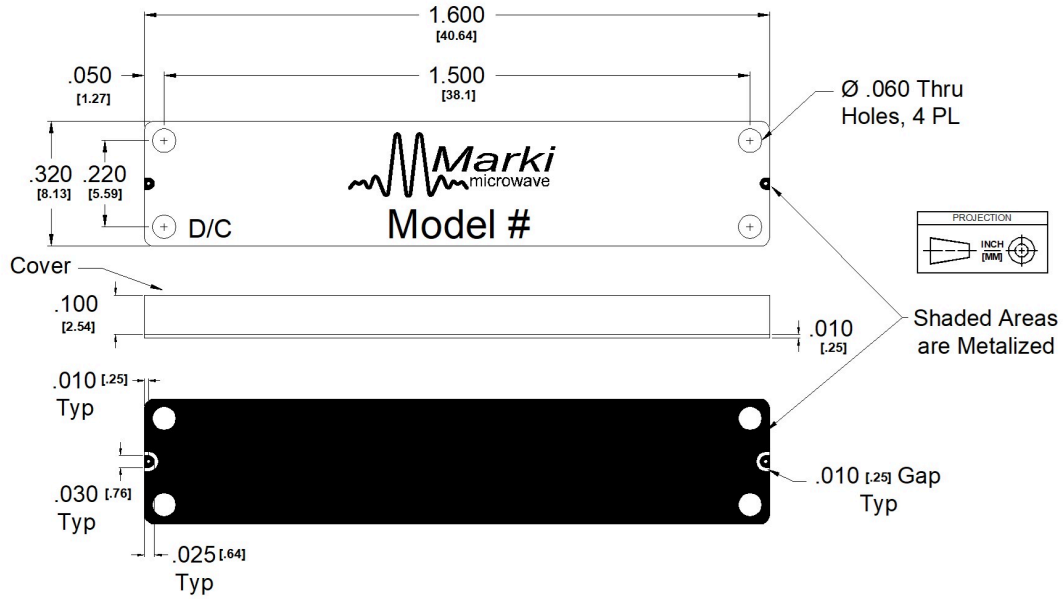 1.600
[40.64]
.050
[1.27]
1.500
[38.1]
Ø .060 Thru
Holes, 4 PL
.320
[8.13]
.220
[5.59]
Marki
microwave
D/C
Model #
PROJECTION
INCH
[MM]
Cover
.100
[2.54]
.010
[.25]
Shaded Areas
are Metalized
.010 [.25]
Typ
.030 [.76]
Typ
.010 [.25] Gap
Typ
.025 [.64]
Typ